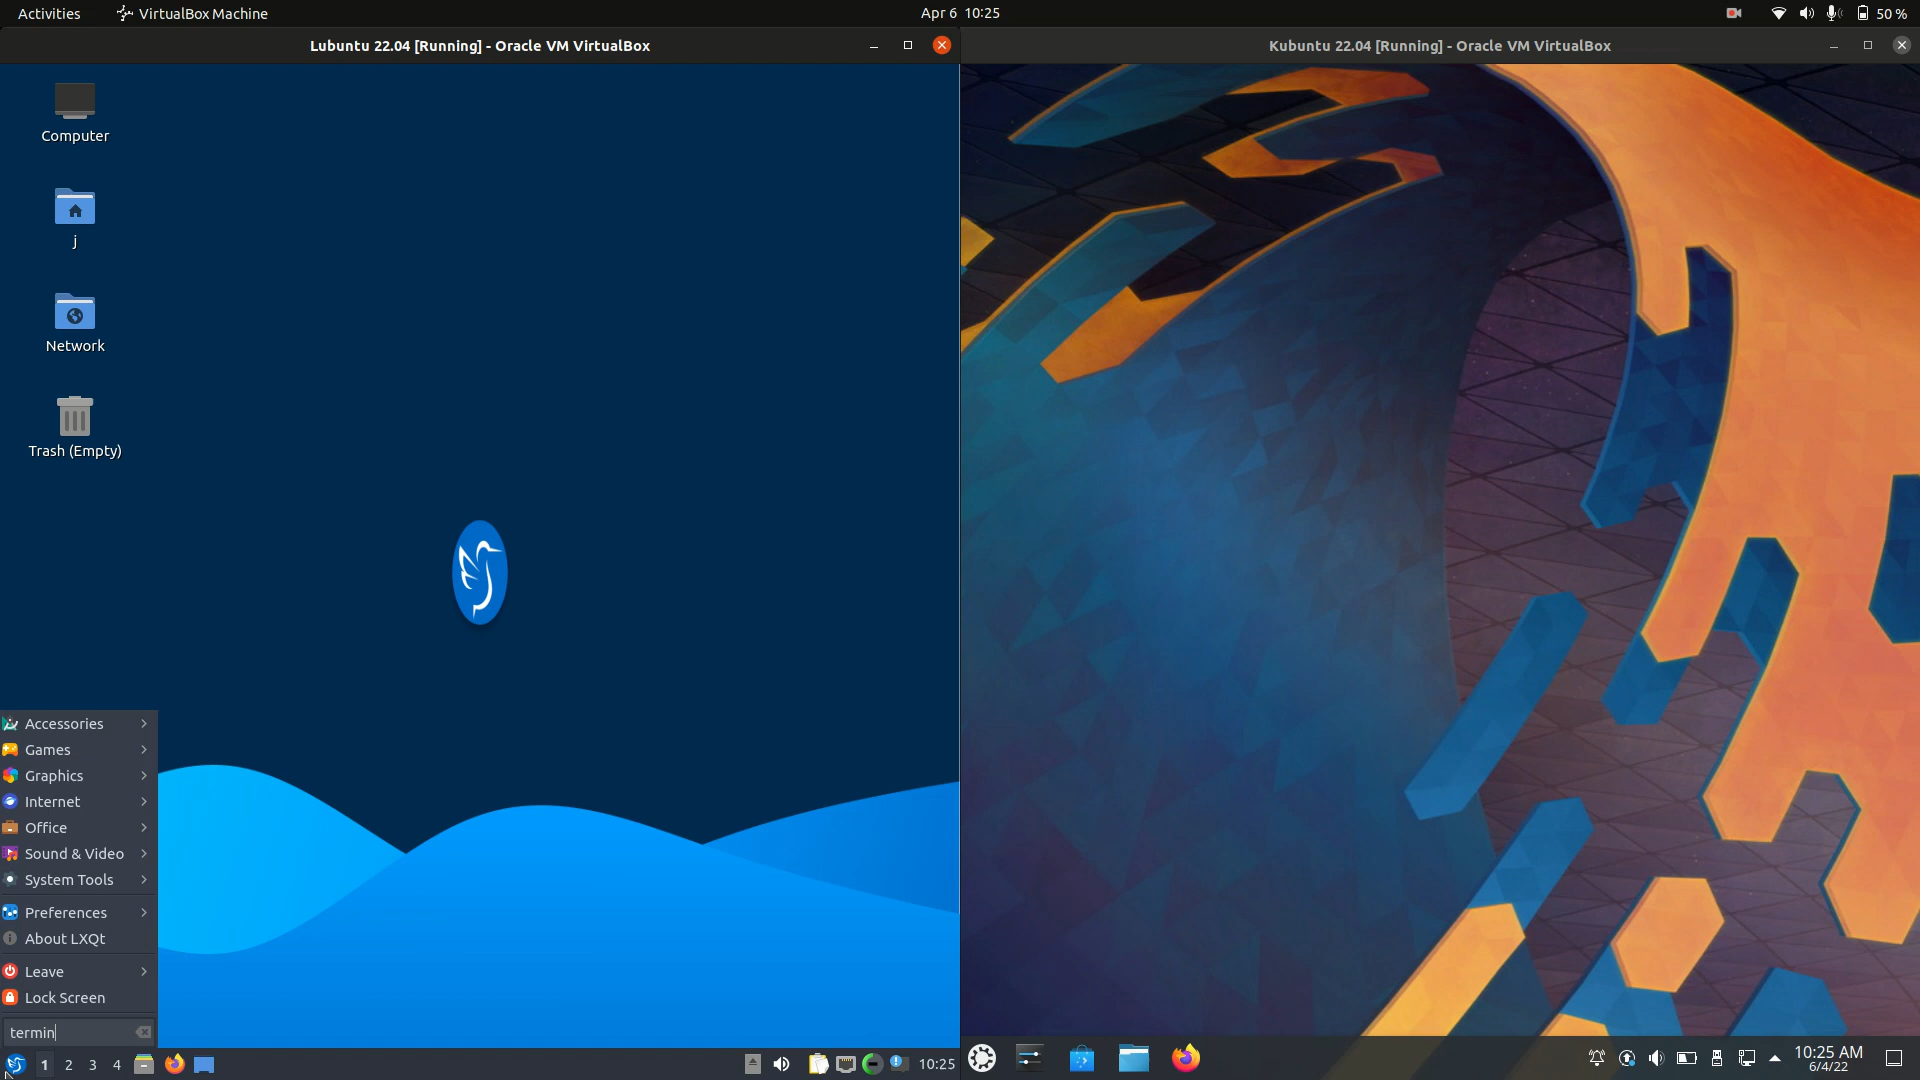 Activities
VirtualBox Machine
Apr 6 10:25
50 %
Lubuntu 22.04 [Running] - Oracle VM VirtualBox
Kubuntu 22.04 [Running] - Oracle VM VirtualBox
Computer
j
Network
Trash (Empty)
Accessories
Games
Graphics
Internet
Office
Sound & Video
System Tools
Preferences
About LXQt
Leave
Lock Screen
termin
1 2 3 4
10:25
10:25 AM
6/4/22